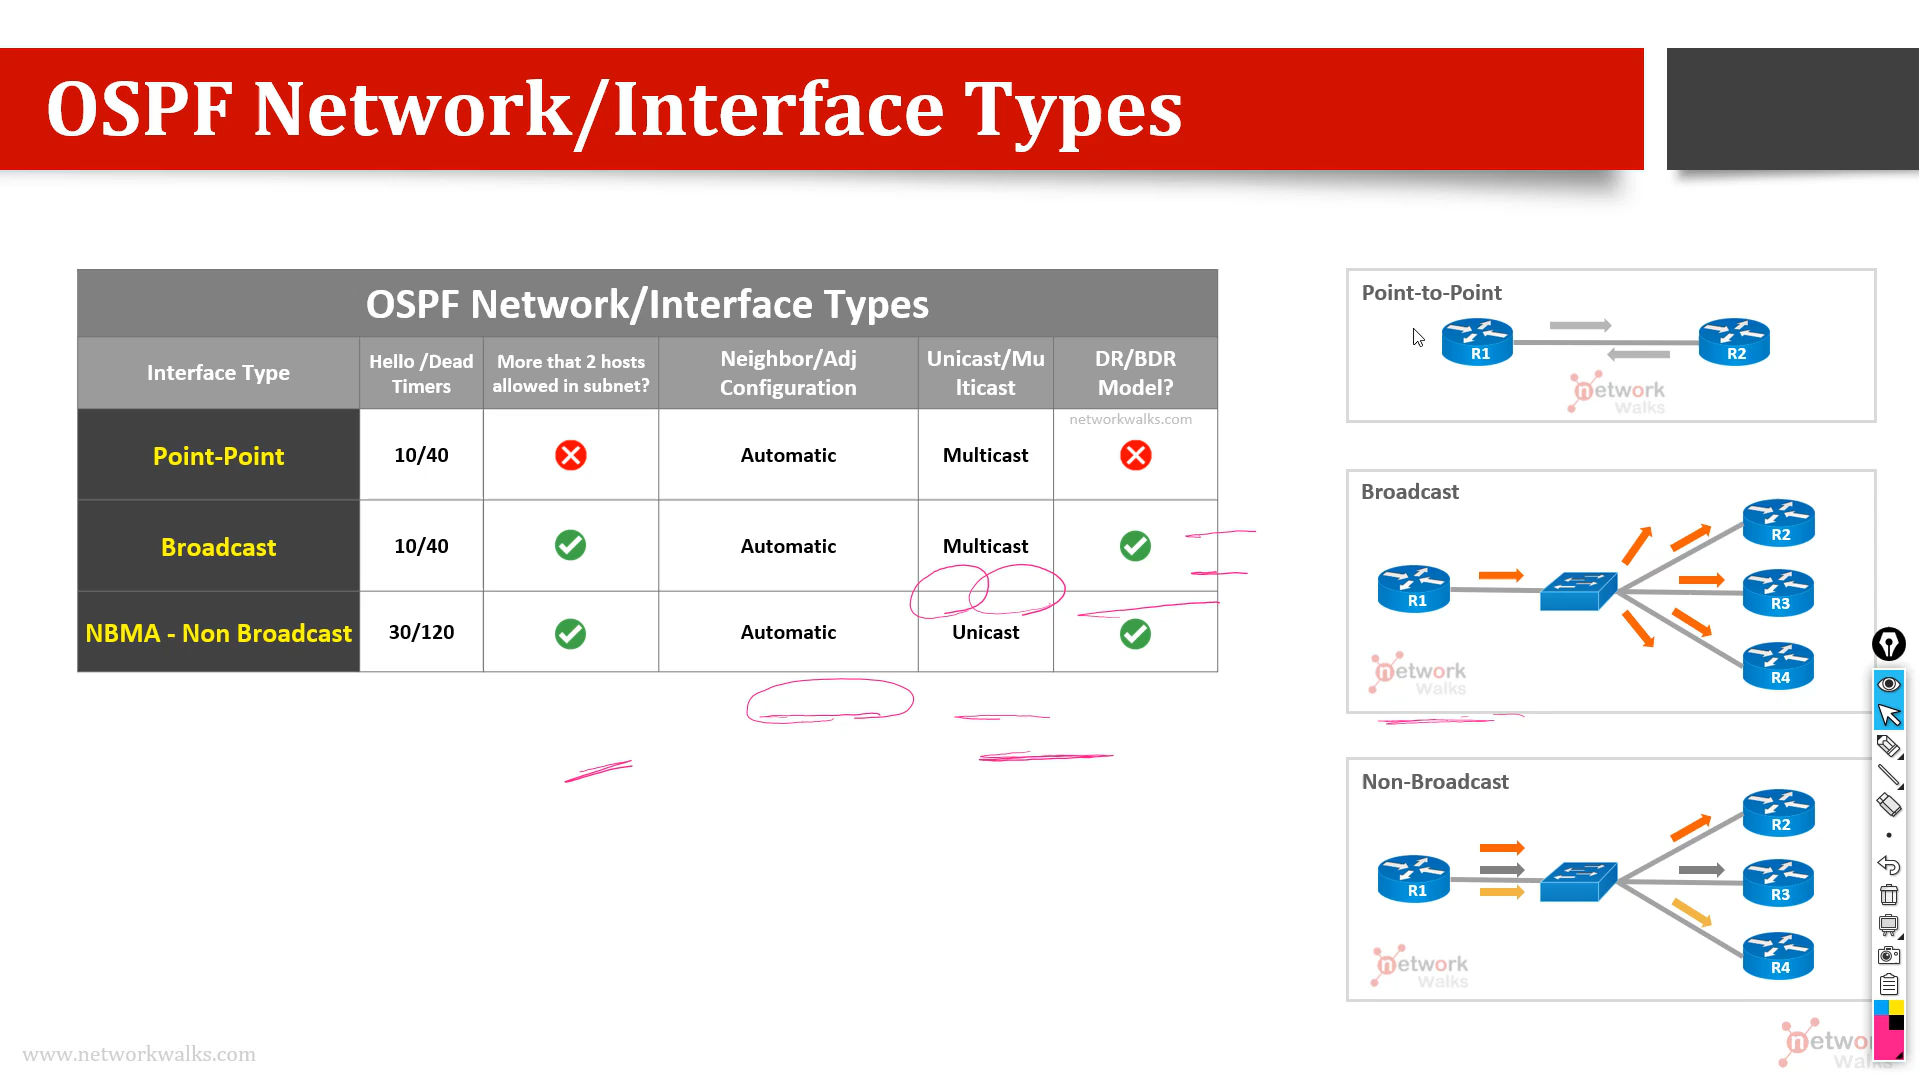 OSPF Network/Interface Types
OSPF Network/Interface Types
Interface Type
Hello /Dead
Timers
More that 2 hosts
allowed in subnet?
Neighbor/Adj
Configuration
Unicast/Mu
lticast
DR/BDR
Model?
networkwalks.com
Point-Point
10/40
Automatic
Multicast
Broadcast
10/40
Automatic
Multicast
NBMA - Non Broadcast
30/120
Automatic
Unicast
Point-to-Point
R1
R2
network
Walks
Broadcast
R1
R2
R3
R4
network
Walks
Non-Broadcast
R1
R2
R3
R4
network
Walks
www.networkwalks.com
netwo
Walks